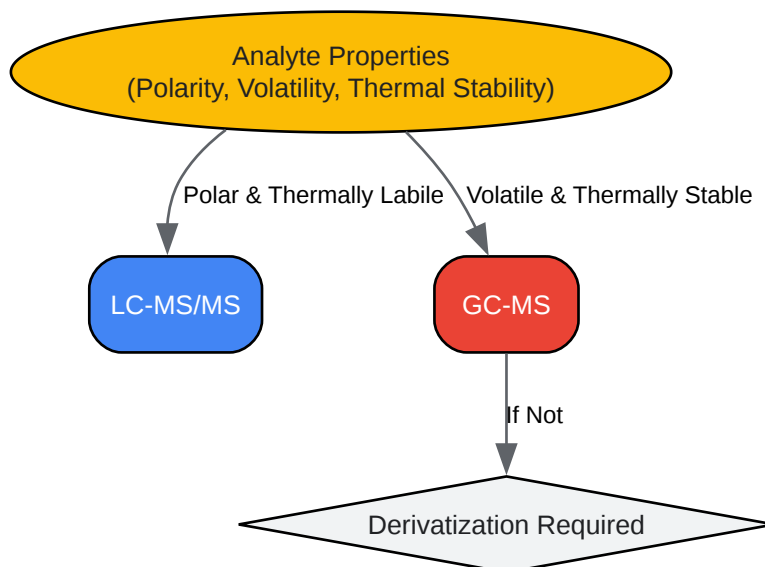 Analyte Properties
(Polarity, Volatility, Thermal Stability)
Polar & Thermally Labile
Volatile & Thermally Stable
LC-MS/MS
GC-MS
If Not
Derivatization Required